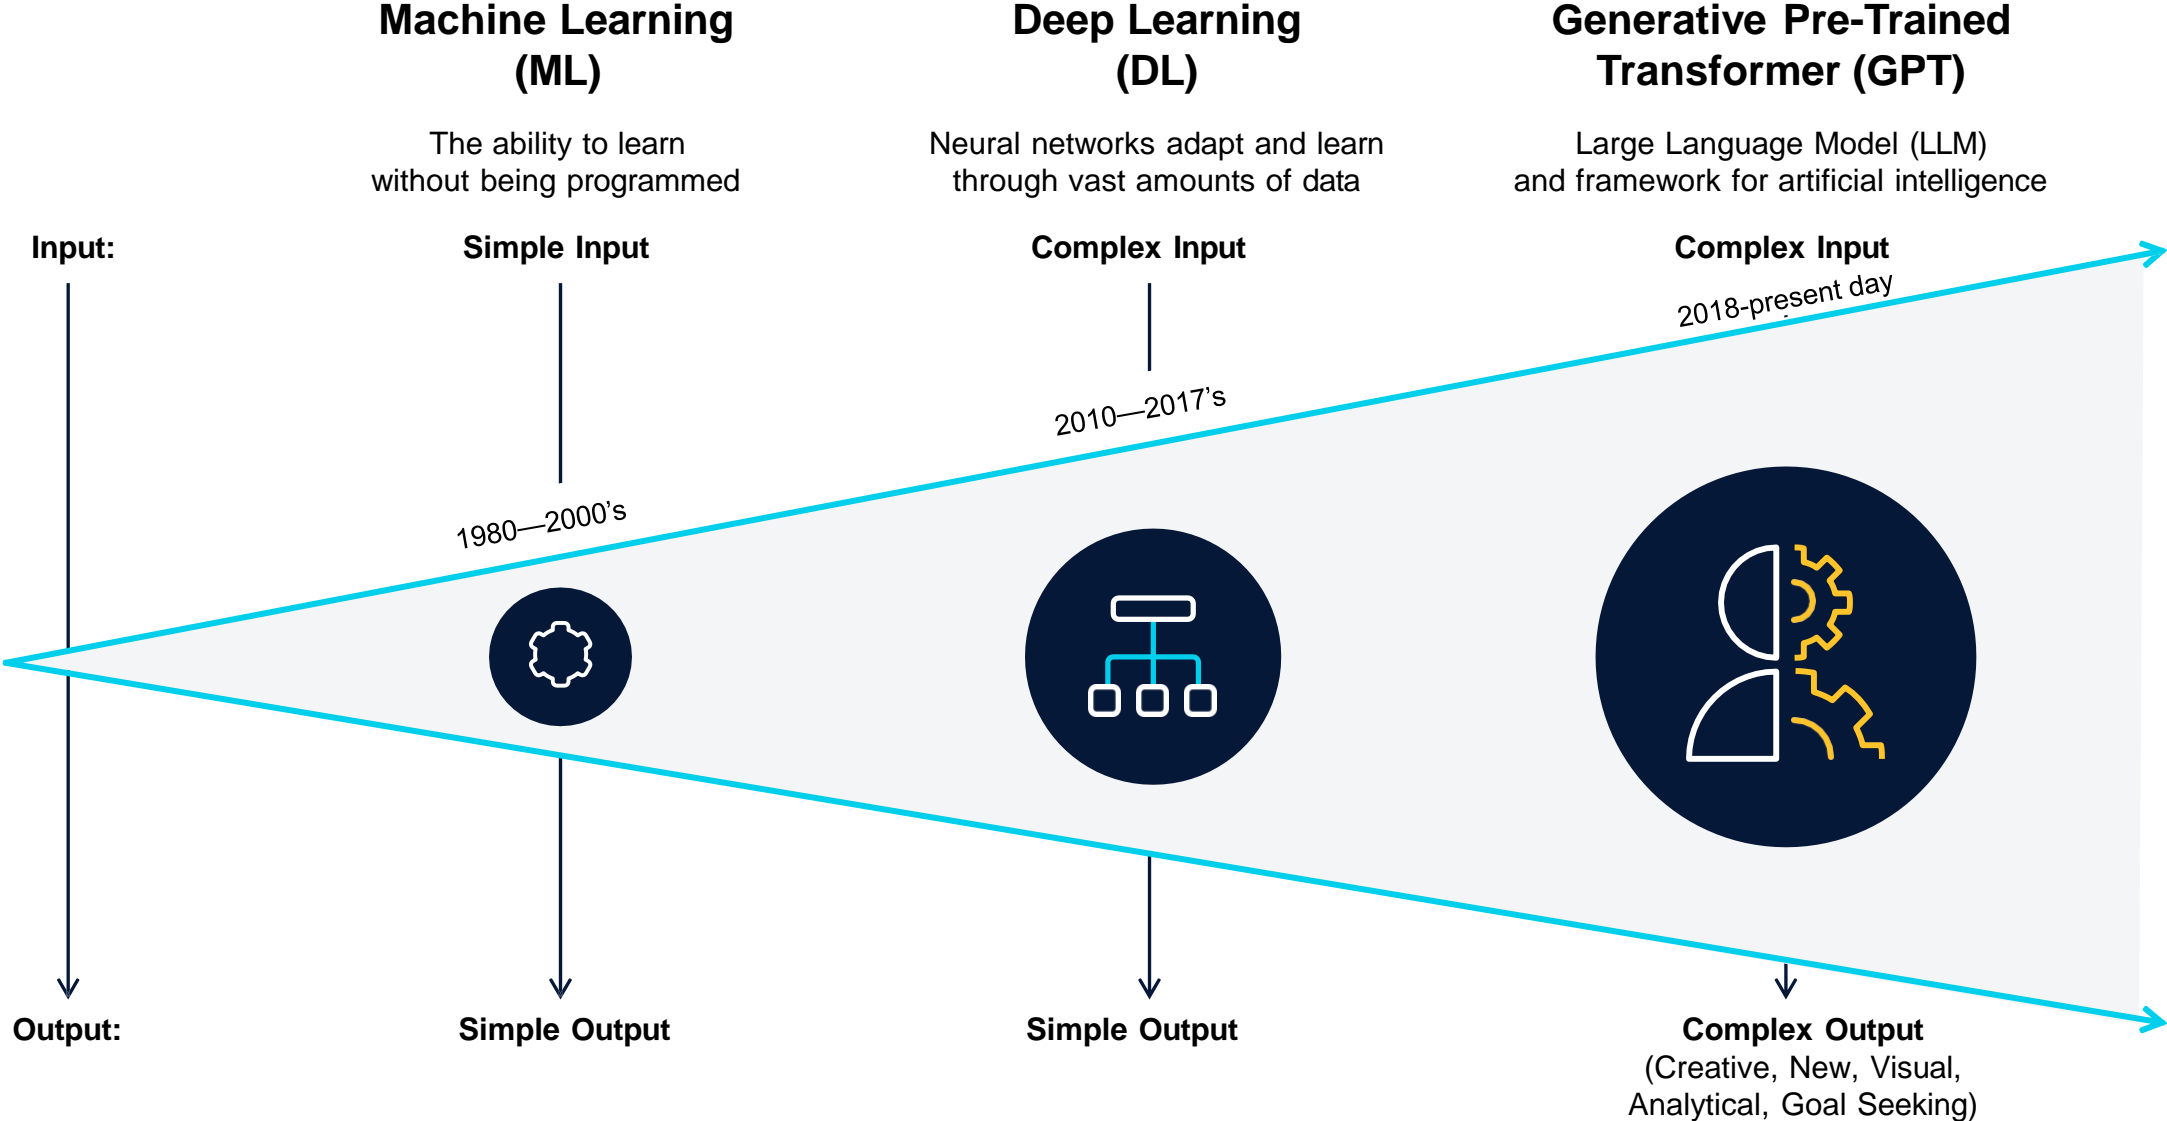 Machine Learning
(ML)
The ability to learn
without being programmed
Deep Learning
(DL)
Neural networks adapt and learn
through vast amounts of data
Generative Pre-Trained
Transformer (GPT)
Large Language Model (LLM)
and framework for artificial intelligence
Input:
Simple Input
Complex Input
Complex Input
1980—2000’s
2010—2017’s
2018-present day
Output:
Simple Output
Simple Output
Complex Output
(Creative, New, Visual,
Analytical, Goal Seeking)